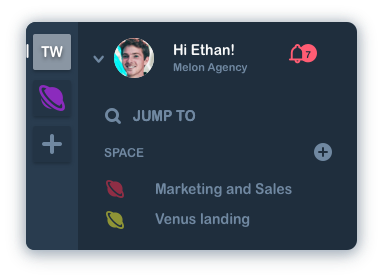 TW
Hi Ethan!
7
Melon Agency
JUMP TO
SPACE
Marketing and Sales
Venus landing